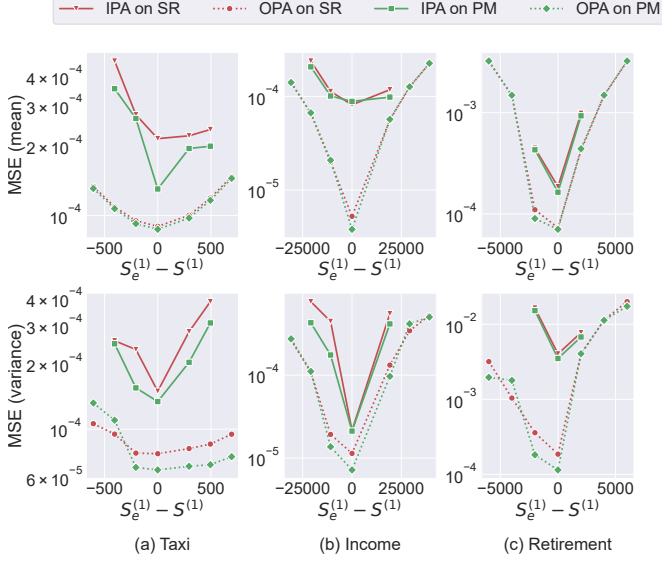 IPA on SR OPA on SR IPA on PM OPA on PM
MSE (mean)
4 × 10⁻⁴
3 × 10⁻⁴
2 × 10⁻⁴
10⁻⁴
10⁻⁴
10⁻⁵
10⁻³
10⁻⁴
−500 0 500
−25000 0 25000
−5000 0 5000
S_e^(1) − S^(1) S_e^(1) − S^(1) S_e^(1) − S^(1)
MSE (variance)
4 × 10⁻⁴
3 × 10⁻⁴
2 × 10⁻⁴
10⁻⁴
6 × 10⁻⁵
10⁻⁴
10⁻⁵
10⁻²
10⁻³
10⁻⁴
−500 0 500
−25000 0 25000
−5000 0 5000
S_e^(1) − S^(1) S_e^(1) − S^(1) S_e^(1) − S^(1)
(a) Taxi (b) Income (c) Retirement